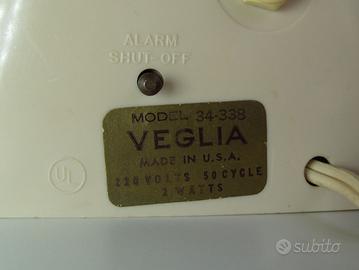 ALARM
SHUT-OFF
MODEL 34-338
VEGLIA
MADE IN U.S.A.
220 VOLTS 50 CYCLE
2 WATTS
UL
subito